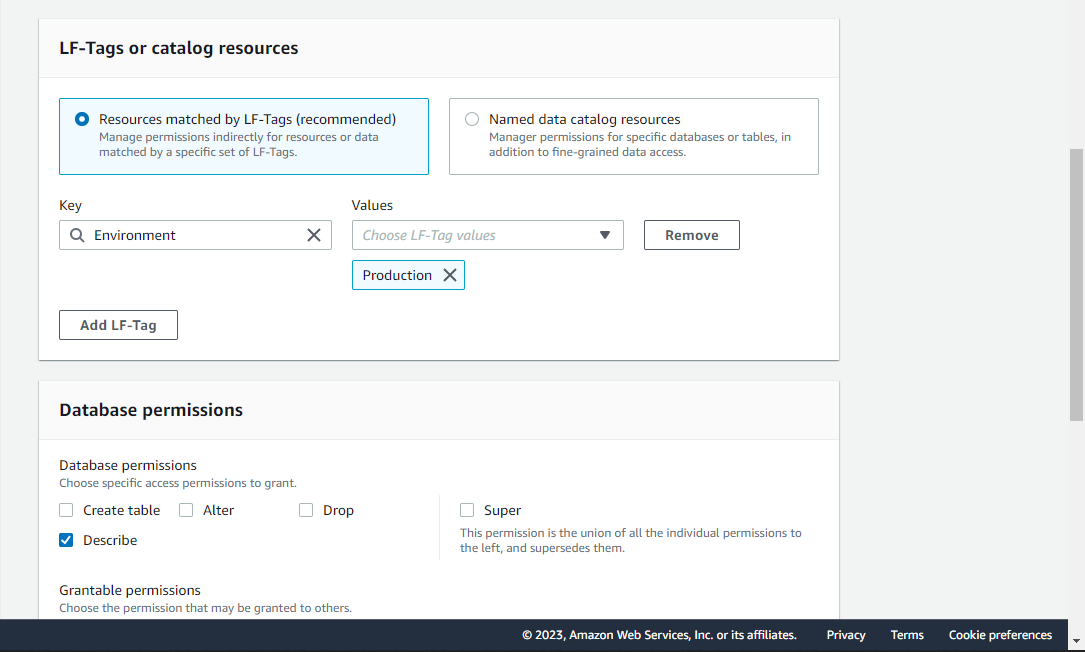 LF-Tags or catalog resources
Resources matched by LF-Tags (recommended)
Manage permissions indirectly for resources or data
matched by a specific set of LF-Tags.
Named data catalog resources
Manager permissions for specific databases or tables, in
addition to fine-grained data access.
Key
Values
Environment
Choose LF-Tag values
Remove
Production
Add LF-Tag
Database permissions
Database permissions
Choose specific access permissions to grant.
Create table
Alter
Drop
Describe
Super
This permission is the union of all the individual permissions to
the left, and supersedes them.
Grantable permissions
Choose the permission that may be granted to others.
© 2023, Amazon Web Services, Inc. or its affiliates.
Privacy
Terms
Cookie preferences